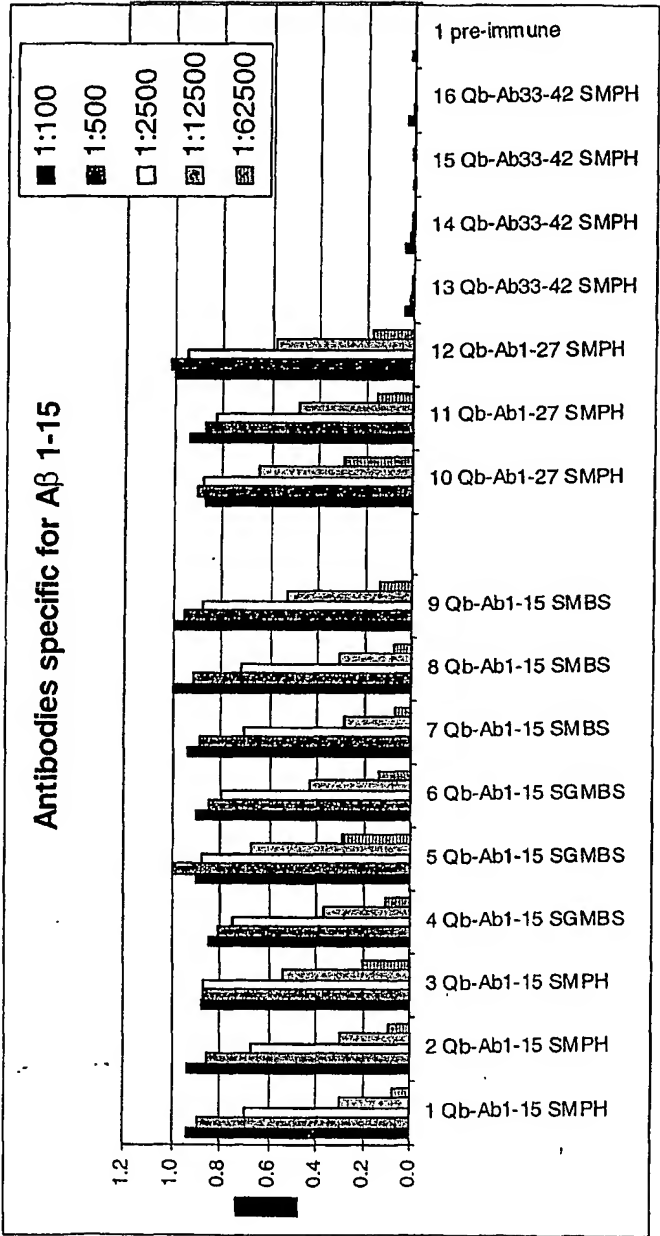 Antibodies specific for Aβ 1-15
1:100
1:500
1:2500
1:12500
1:62500
1.2
1.0
0.8
0.6
0.4
0.2
0.0
1 Qb-Ab1-15 SMPH
2 Qb-Ab1-15 SMPH
3 Qb-Ab1-15 SMPH
4 Qb-Ab1-15 SGMBS
5 Qb-Ab1-15 SGMBS
6 Qb-Ab1-15 SGMBS
7 Qb-Ab1-15 SMBS
8 Qb-Ab1-15 SMBS
9 Qb-Ab1-15 SMBS
10 Qb-Ab1-27 SMPH
11 Qb-Ab1-27 SMPH
12 Qb-Ab1-27 SMPH
13 Qb-Ab33-42 SMPH
14 Qb-Ab33-42 SMPH
15 Qb-Ab33-42 SMPH
16 Qb-Ab33-42 SMPH
1 pre-immune